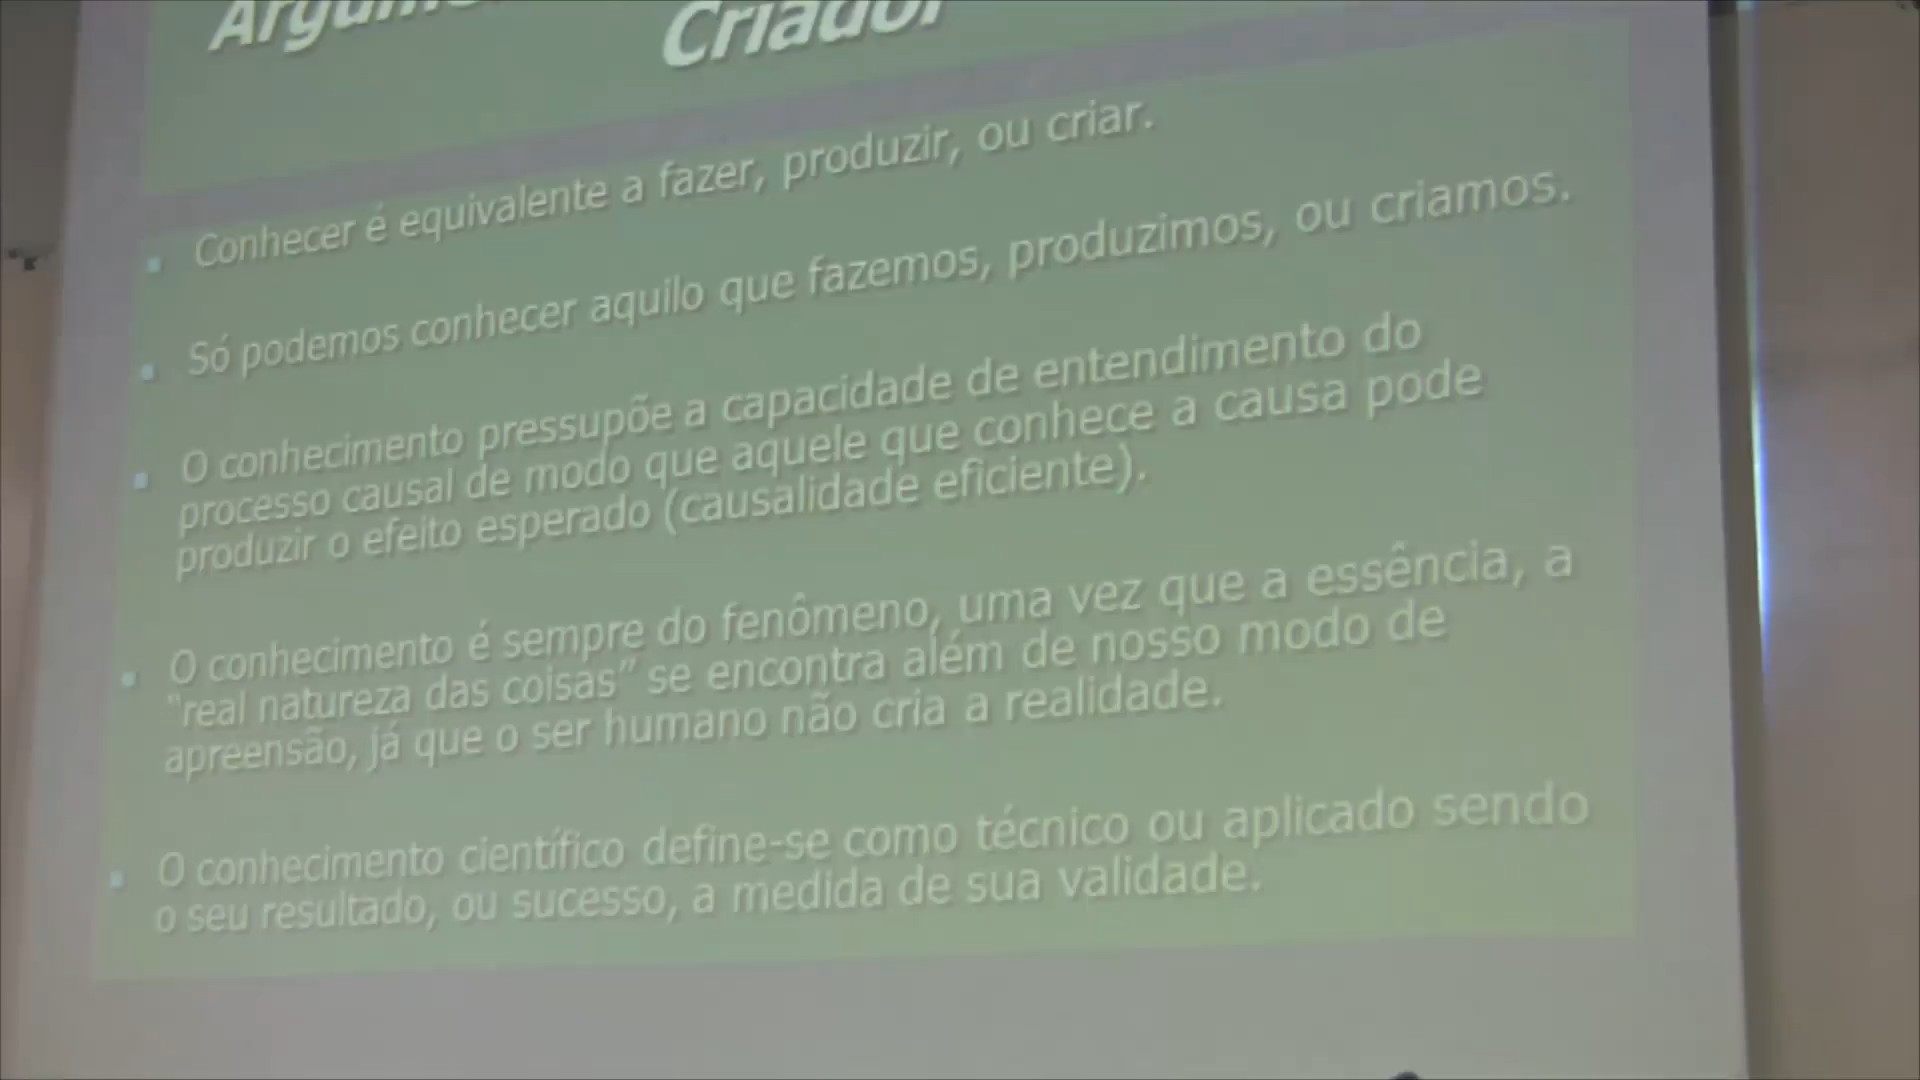 Criador
Conhecer é equivalente a fazer, produzir, ou criar.
Só podemos conhecer aquilo que fazemos, produzimos, ou criamos.
O conhecimento pressupõe a capacidade de entendimento do
processo causal de modo que aquele que conhece a causa pode
produzir o efeito esperado (causalidade eficiente).
O conhecimento é sempre do fenômeno, uma vez que a essência, a
"real natureza das coisas" se encontra além de nosso modo de
apreensão, já que o ser humano não cria a realidade.
O conhecimento científico define-se como técnico ou aplicado sendo
o seu resultado, ou sucesso, a medida de sua validade.